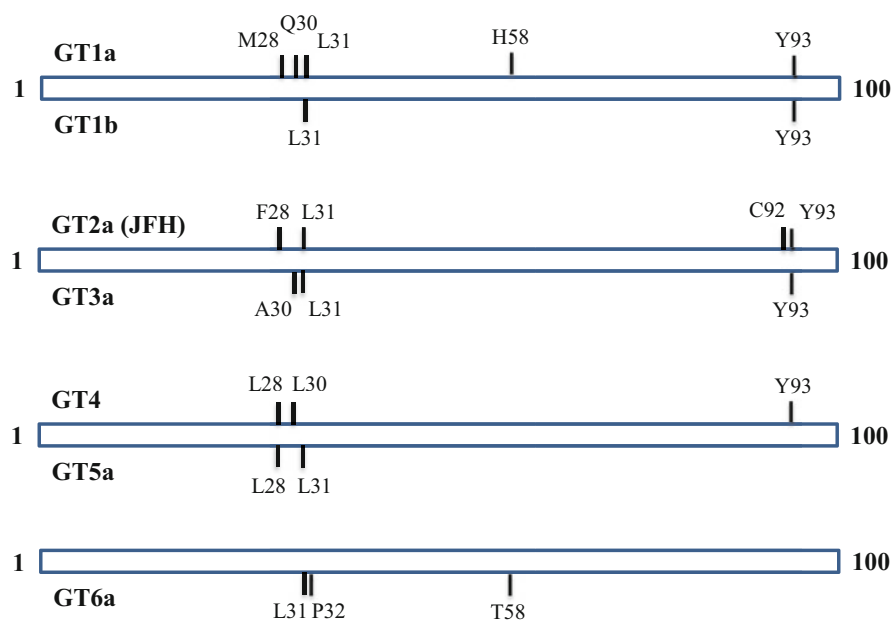 Q30
M28 L31 H58 Y93
GT1a
1 100
GT1b
L31 Y93
F28 L31 C92 Y93
GT2a (JFH)
1 100
GT3a
A30 L31 Y93
L28 L30 Y93
GT4
1 100
GT5a
L28 L31
1 100
GT6a
L31 P32 T58